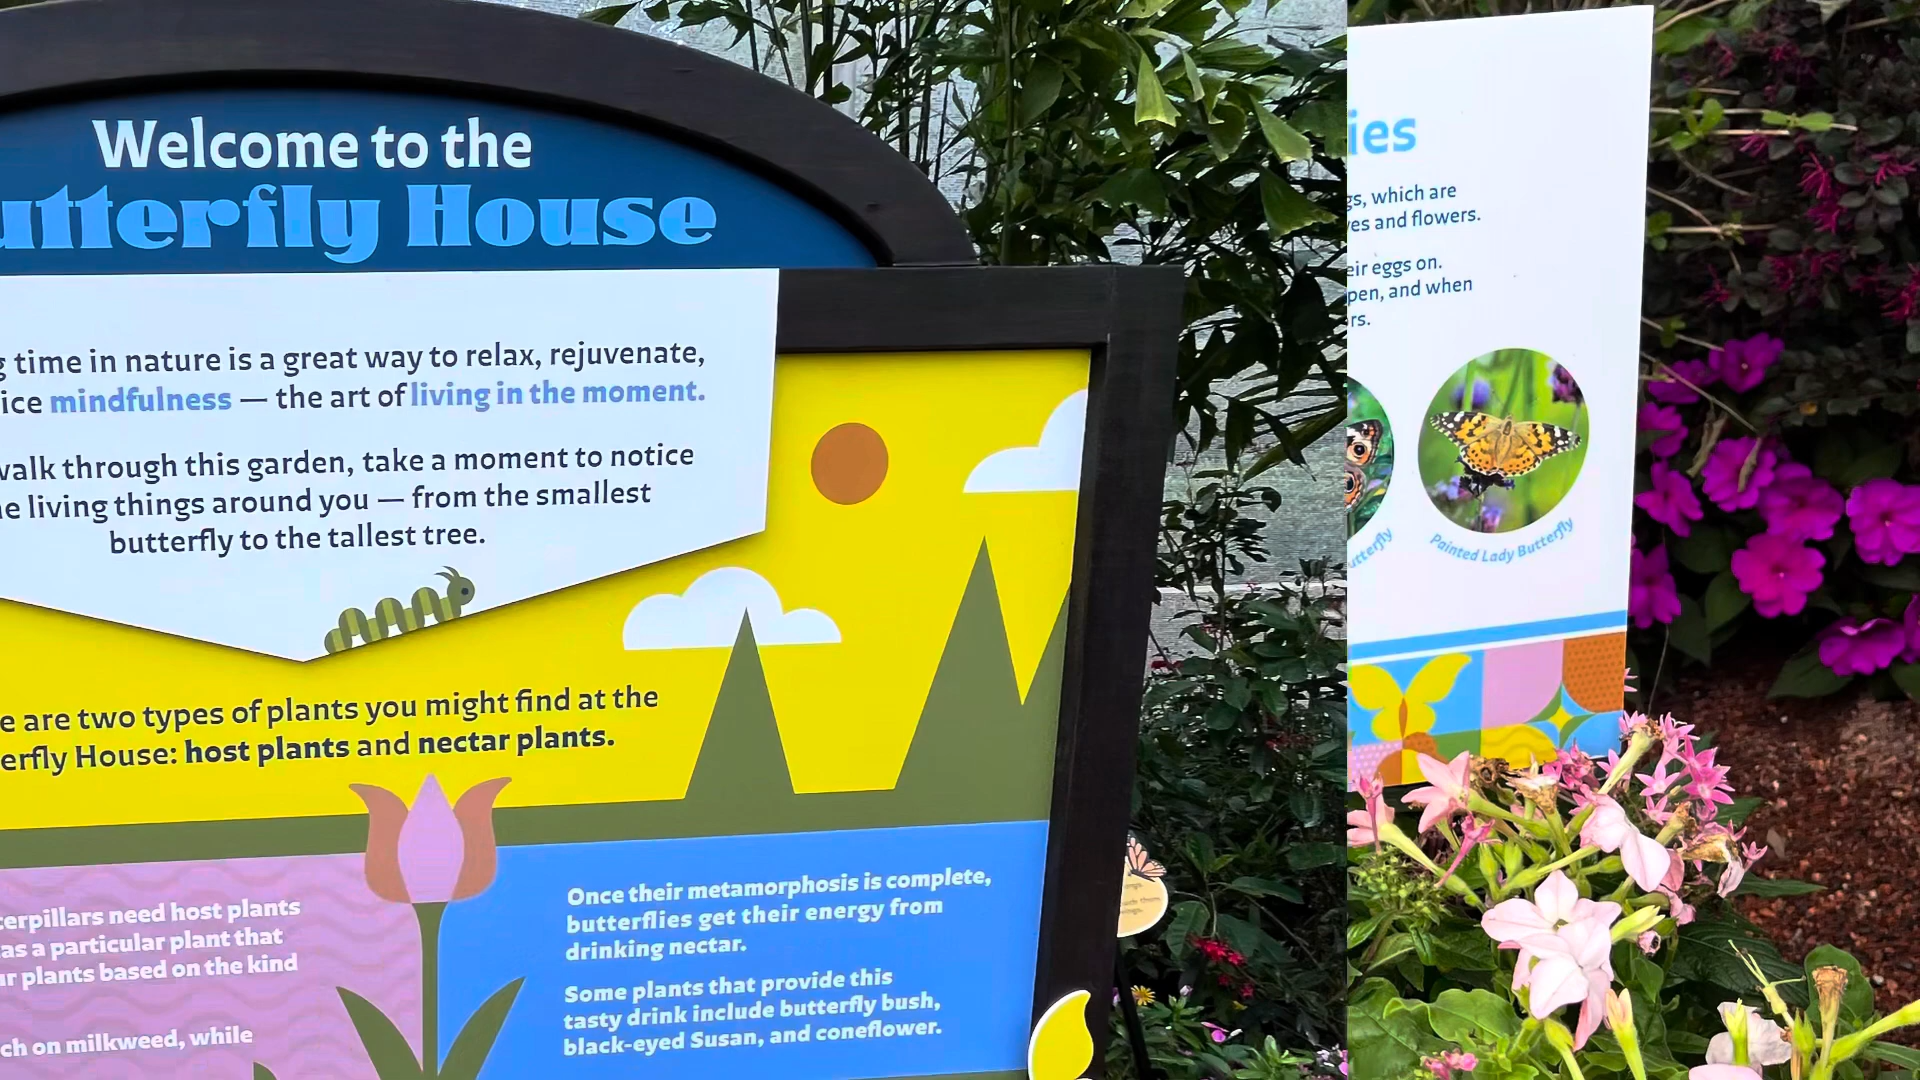 Welcome to the
utterfly House
time in nature is a great way to relax, rejuvenate,
ice mindfulness — the art of living in the moment.
walk through this garden, take a moment to notice
e living things around you — from the smallest
butterfly to the tallest tree.
e are two types of plants you might find at the
erfly House: host plants and nectar plants.
terpillars need host plants
as a particular plant that
ar plants based on the kind
ch on milkweed, while
Once their metamorphosis is complete,
butterflies get their energy from
drinking nectar.
Some plants that provide this
tasty drink include butterfly bush,
black-eyed Susan, and coneflower.
ies
gs, which are
ves and flowers.
eir eggs on.
pen, and when
rs.
utterfly
Painted Lady Butterfly